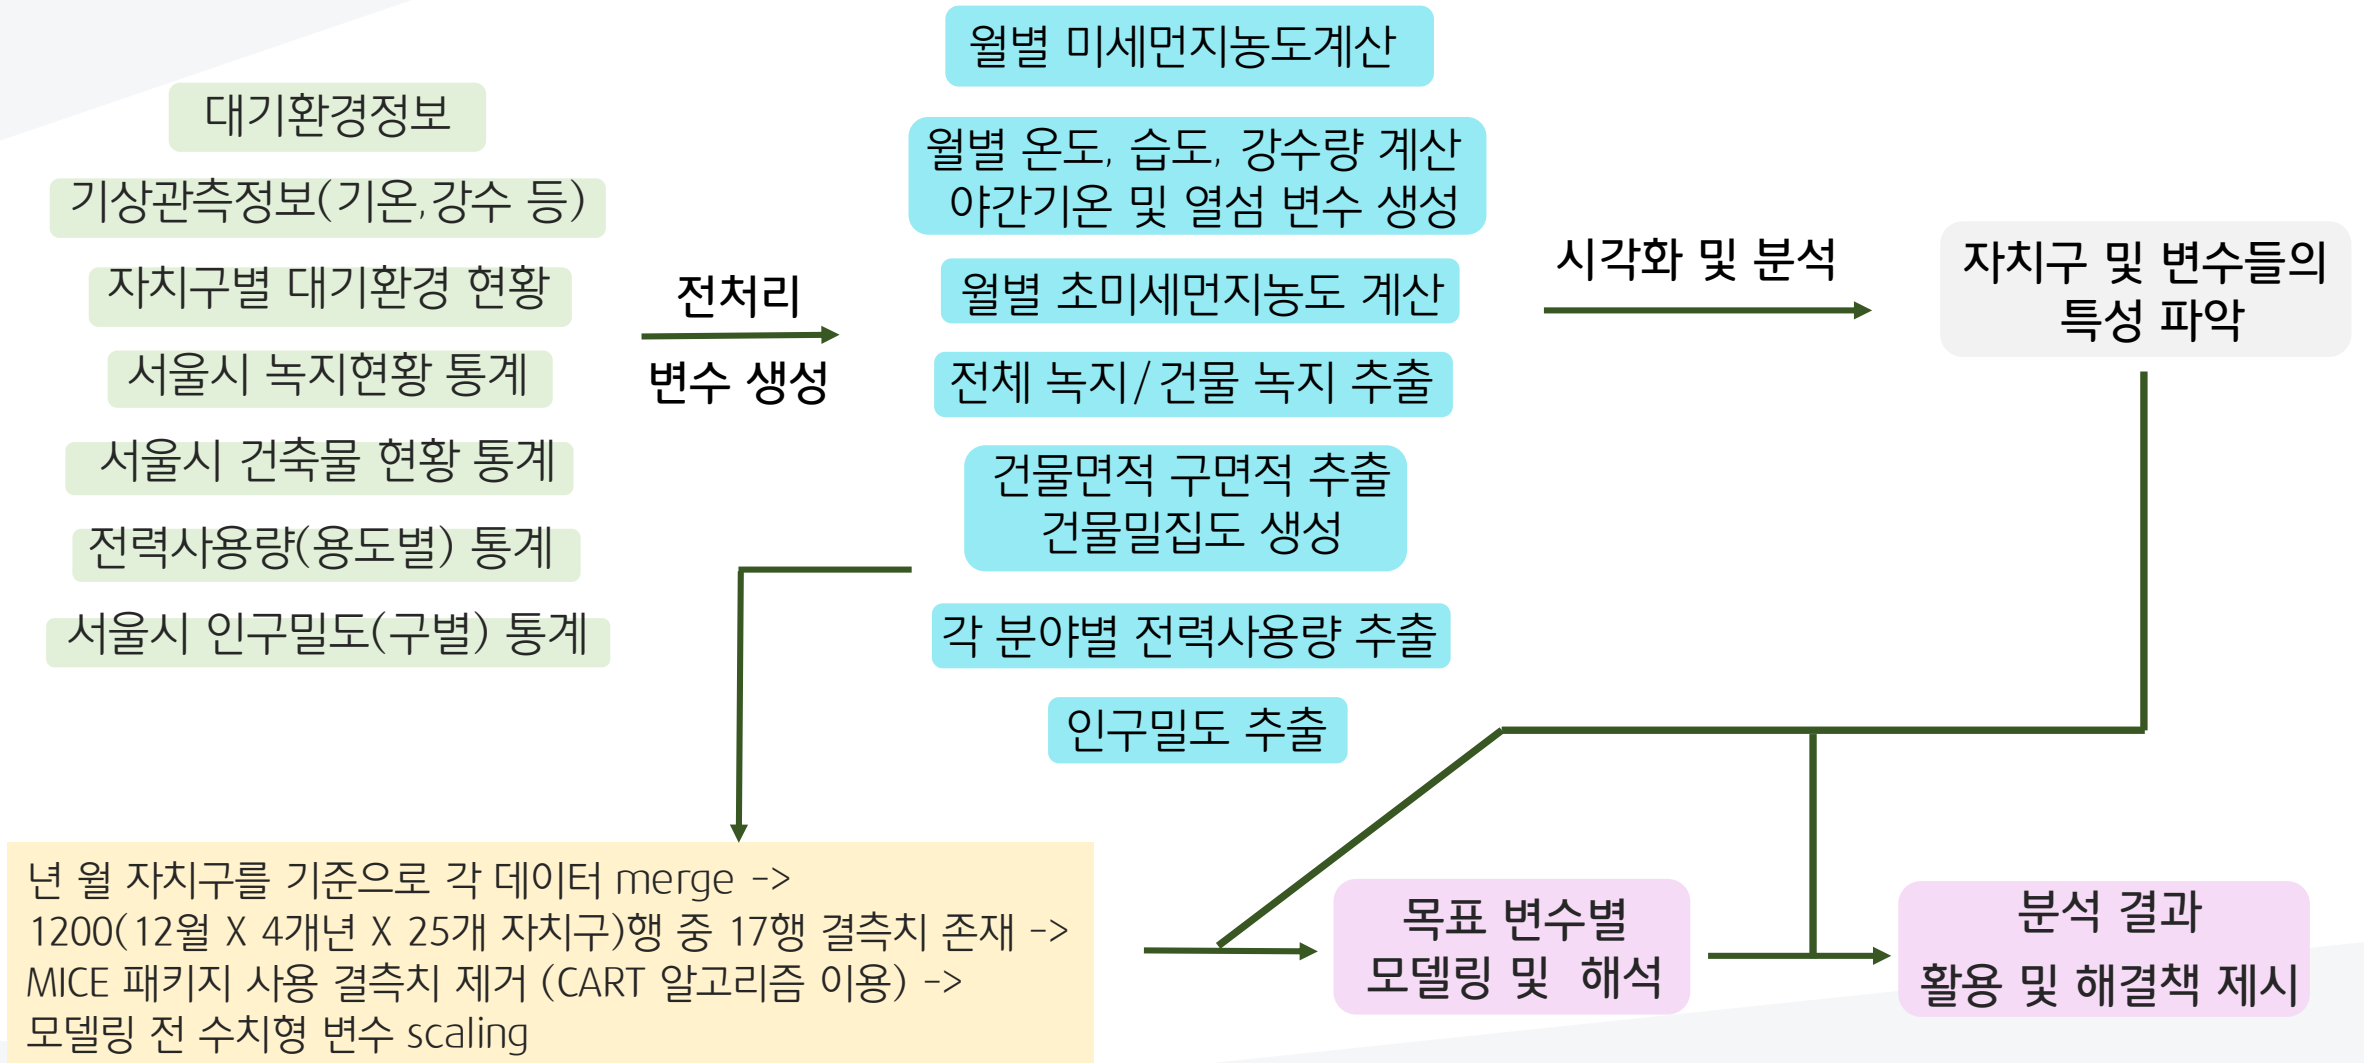 대기환경정보
기상관측정보(기온,강수 등)
자치구별 대기환경 현황
서울시 녹지현황 통계
서울시 건축물 현황 통계
전력사용량(용도별) 통계
서울시 인구밀도(구별) 통계
전처리
변수 생성
월별 미세먼지농도계산
월별 온도, 습도, 강수량 계산
야간기온 및 열섬 변수 생성
월별 초미세먼지농도 계산
전체 녹지/건물 녹지 추출
건물면적 구면적 추출
건물밀집도 생성
각 분야별 전력사용량 추출
인구밀도 추출
시각화 및 분석
자치구 및 변수들의
특성 파악
년 월 자치구를 기준으로 각 데이터 merge ->
1200(12월 X 4개년 X 25개 자치구)행 중 17행 결측치 존재 ->
MICE 패키지 사용 결측치 제거 (CART 알고리즘 이용) ->
모델링 전 수치형 변수 scaling
목표 변수별
모델링 및 해석
분석 결과
활용 및 해결책 제시